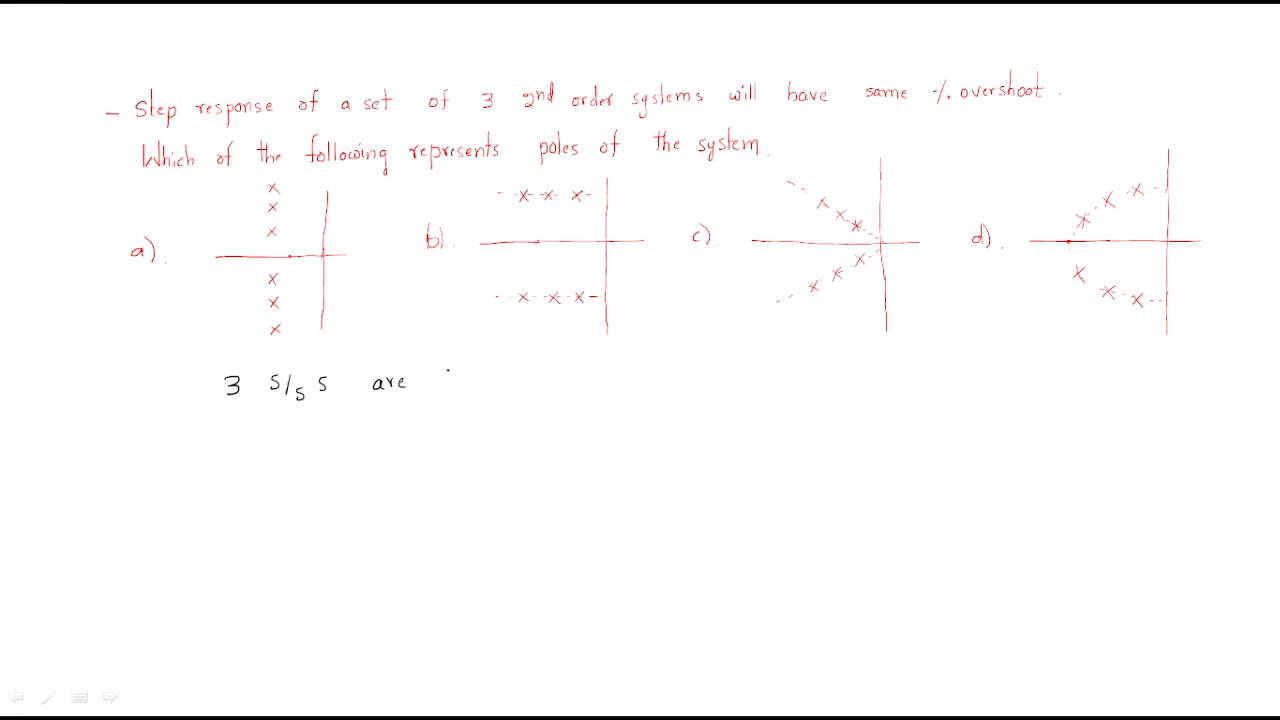 - Step response of a set of 3 2nd order systems will have same %. overshoot.
Which of the following represents poles of the system.
a). b). c). d).
3 s/s s are